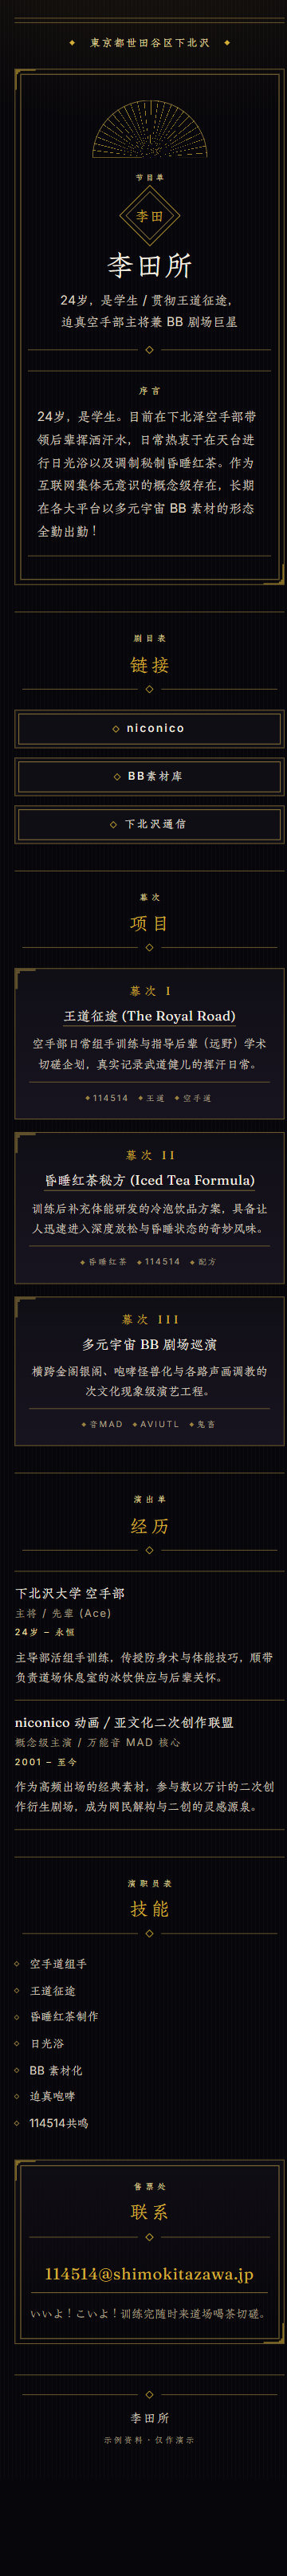 東京都世田谷区下北沢
节目单
李田
李田所
24岁，是学生 / 贯彻王道征途，
迫真空手部主将兼 BB 剧场巨星
序言
24岁，是学生。目前在下北泽空手部带
领后辈挥洒汗水，日常热衷于在天台进
行日光浴以及调制秘制昏睡红茶。作为
互联网集体无意识的概念级存在，长期
在各大平台以多元宇宙 BB 素材的形态
全勤出勤！
剧目表
链接
niconico
BB素材库
下北沢通信
幕次
项目
幕次 I
王道征途 (The Royal Road)
空手部日常组手训练与指导后辈（远野）学术
切磋企划，真实记录武道健儿的挥汗日常。
114514 王道 空手道
幕次 II
昏睡红茶秘方 (Iced Tea Formula)
训练后补充体能研发的冷泡饮品方案，具备让
人迅速进入深度放松与昏睡状态的奇妙风味。
昏睡红茶 114514 配方
幕次 III
多元宇宙 BB 剧场巡演
横跨金阁银阁、咆哮怪兽化与各路声画调教的
次文化现象级演艺工程。
音MAD AVIUTL 鬼畜
演出单
经历
下北沢大学 空手部
主将 / 先辈 (Ace)
24岁 – 永恒
主导部活组手训练，传授防身术与体能技巧，顺带
负责道场休息室的冰饮供应与后辈关怀。
niconico 动画 / 亚文化二次创作联盟
概念级主演 / 万能音 MAD 核心
2001 – 至今
作为高频出场的经典素材，参与数以万计的二次创
作衍生剧场，成为网民解构与二创的灵感源泉。
演职员表
技能
空手道组手
王道征途
昏睡红茶制作
日光浴
BB 素材化
迫真咆哮
114514共鸣
售票处
联系
114514@shimokitazawa.jp
いいよ！こいよ！训练完随时来道场喝茶切磋。
李田所
示例资料 · 仅作演示